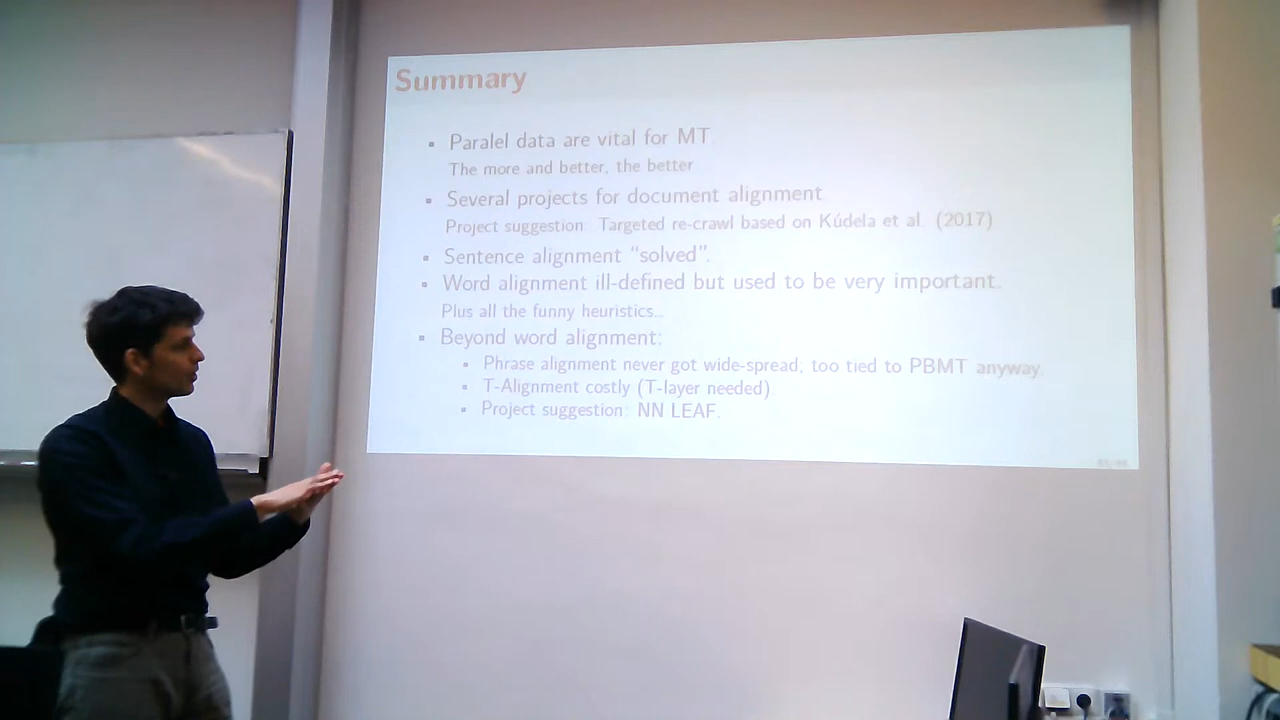 Summary
Paralel data are vital for MT.
The more and better, the better
Several projects for document alignment.
Project suggestion: Targeted re-crawl based on Kúdela et al. (2017)
Sentence alignment “solved”.
Word alignment ill-defined but used to be very important.
Plus all the funny heuristics...
Beyond word alignment:
Phrase alignment never got wide-spread, too tied to PBMT anyway.
T-Alignment costly (T-layer needed)
Project suggestion: NN LEAF.